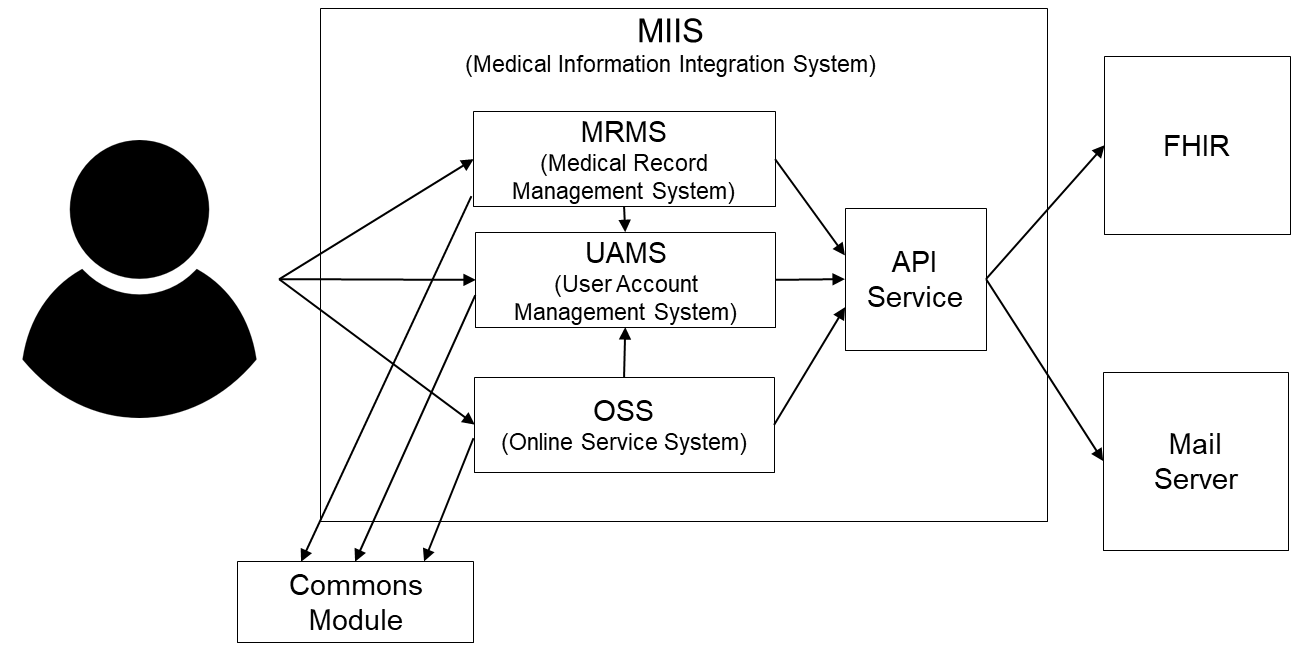 MIIS
(Medical Information Integration System)
MRMS
(Medical Record
Management System)
UAMS
(User Account
Management System)
OSS
(Online Service System)
API
Service
FHIR
Mail
Server
Commons
Module